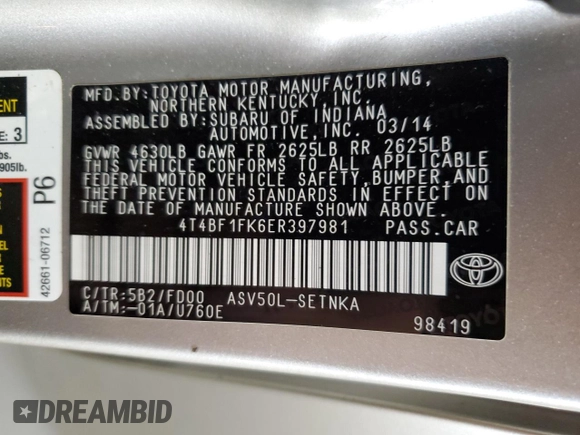 MFD.BY:TOYOTA MOTOR MANUFACTURING,
NORTHERN KENTUCKY,INC.
ASSEMBLED BY:SUBARU OF INDIANA
AUTOMOTIVE,INC. 03/14
GVWR 4630LB GAWR FR 2625LB RR 2625LB
THIS VEHICLE CONFORMS TO ALL APPLICABLE
FEDERAL MOTOR VEHICLE SAFETY,BUMPER,AND
THEFT PREVENTION STANDARDS IN EFFECT ON
THE DATE OF MANUFACTURE SHOWN ABOVE.
4T4BF1FK6ER397981 PASS.CAR
C/TR:5B2/FD00 ASV50L-SETNKA
A/TM:-01A/U760E
98419
3
905lb.
P6
42661-06712
DREAMBID